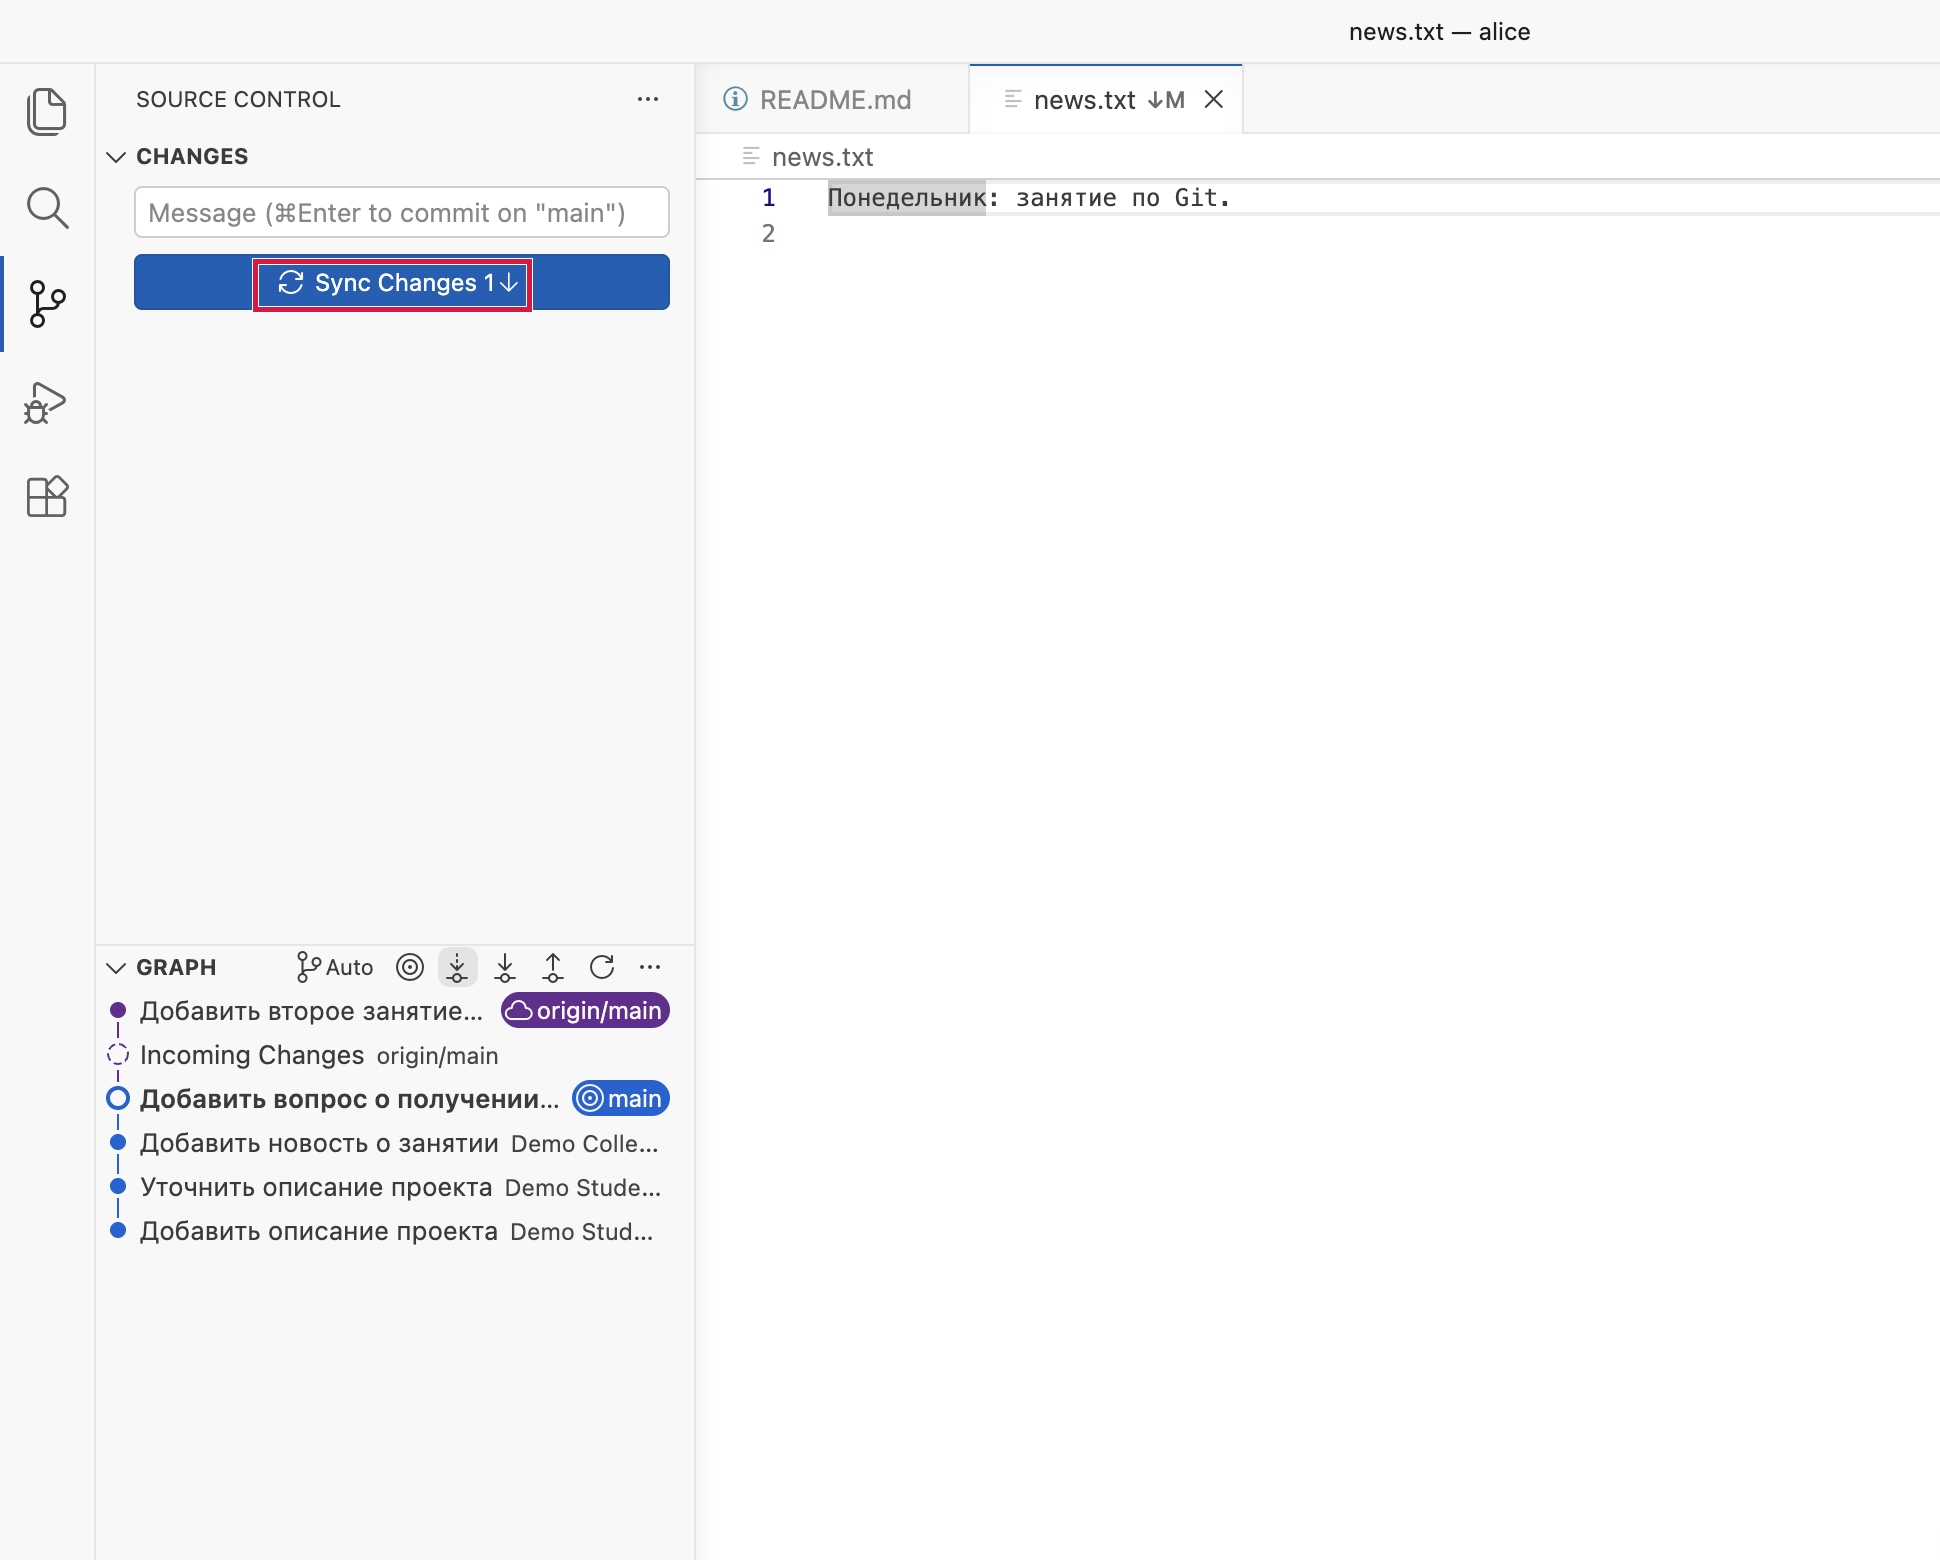 news.txt — alice
SOURCE CONTROL
CHANGES
Message (⌘Enter to commit on "main")
Sync Changes 1↓
README.md
news.txt ↓M
news.txt
1 Понедельник: занятие по Git.
2
GRAPH Auto
Добавить второе занятие... origin/main
Incoming Changes origin/main
Добавить вопрос о получении... main
Добавить новость о занятии Demo Colle...
Уточнить описание проекта Demo Stude...
Добавить описание проекта Demo Stud...